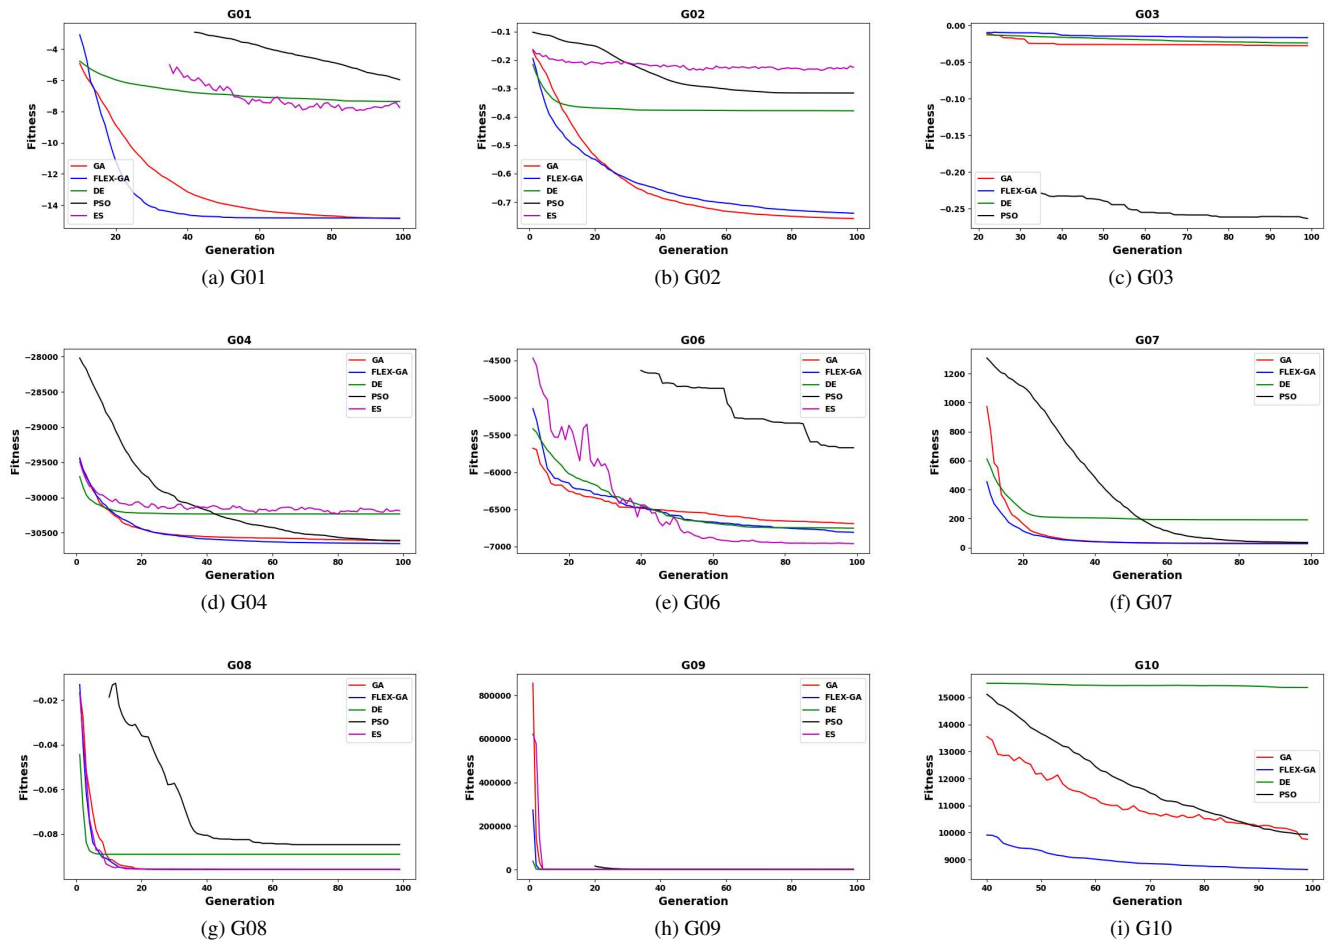 G01
Fitness
−4
−6
−8
−10
−12
−14
GA
FLEX-GA
DE
PSO
ES
20
40
60
80
100
Generation
(a) G01
G02
Fitness
−0.1
−0.2
−0.3
−0.4
−0.5
−0.6
−0.7
GA
FLEX-GA
DE
PSO
ES
0
20
40
60
80
100
Generation
(b) G02
G03
Fitness
0.00
−0.05
−0.10
−0.15
−0.20
−0.25
GA
FLEX-GA
DE
PSO
20
30
40
50
60
70
80
90
100
Generation
(c) G03
G04
Fitness
−28000
−28500
−29000
−29500
−30000
−30500
GA
FLEX-GA
DE
PSO
ES
0
20
40
60
80
100
Generation
(d) G04
G06
Fitness
−4500
−5000
−5500
−6000
−6500
−7000
GA
FLEX-GA
DE
PSO
ES
20
40
60
80
100
Generation
(e) G06
G07
Fitness
1200
1000
800
600
400
200
0
GA
FLEX-GA
DE
PSO
20
40
60
80
100
Generation
(f) G07
G08
Fitness
−0.02
−0.04
−0.06
−0.08
GA
FLEX-GA
DE
PSO
ES
0
20
40
60
80
100
Generation
(g) G08
G09
Fitness
800000
600000
400000
200000
0
GA
FLEX-GA
DE
PSO
ES
0
20
40
60
80
100
Generation
(h) G09
G10
Fitness
15000
14000
13000
12000
11000
10000
9000
GA
FLEX-GA
DE
PSO
40
50
60
70
80
90
100
Generation
(i) G10